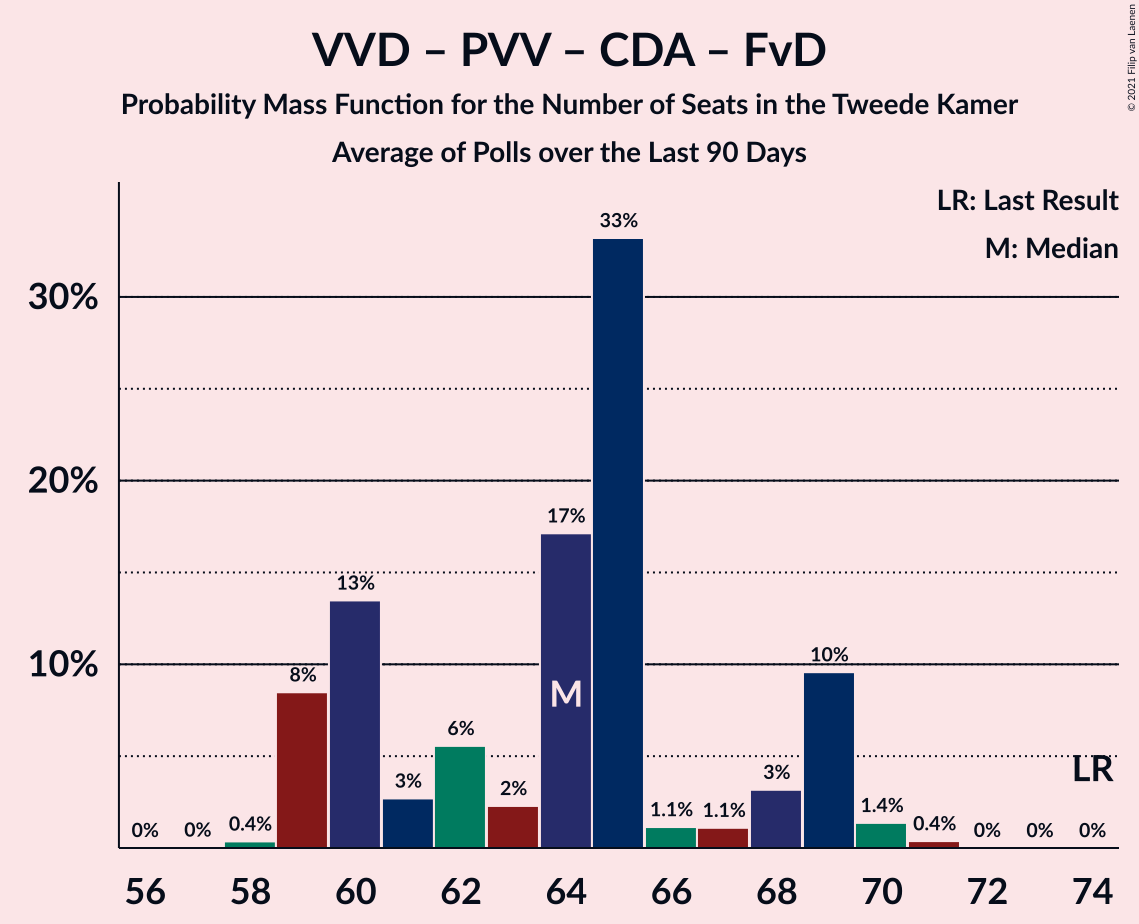 VVD – PVV – CDA – FvD
Probability Mass Function for the Number of Seats in the Tweede Kamer
Average of Polls over the Last 90 Days
© 2021 Filip van Laenen
LR: Last Result
M: Median
30%
20%
10%
0%
0%
0.4%
8%
13%
3%
6%
2%
17%
33%
1.1%
1.1%
3%
10%
1.4%
0.4%
0%
0%
0%
M
LR
56 58 60 62 64 66 68 70 72 74